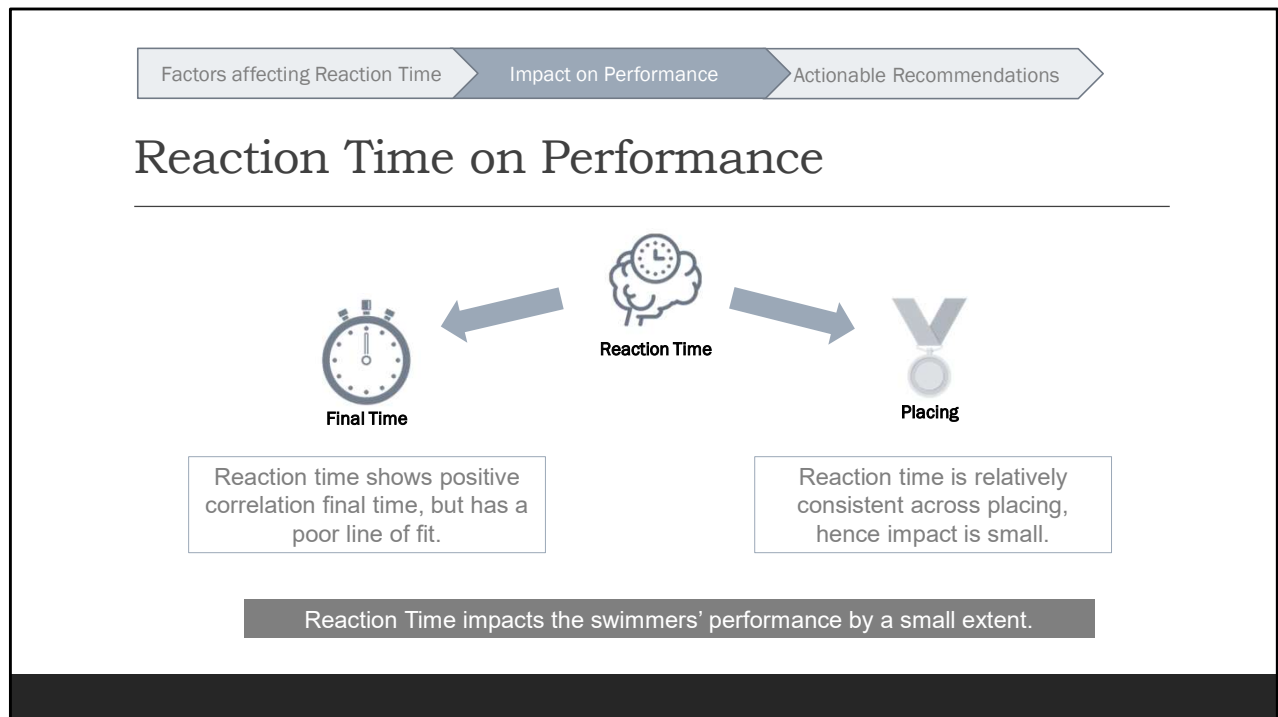 Factors affecting Reaction Time
Impact on Performance
Actionable Recommendations
Reaction Time on Performance
Reaction Time
Final Time
Placing
Reaction time shows positive
correlation final time, but has a
poor line of fit.
Reaction time is relatively
consistent across placing,
hence impact is small.
Reaction Time impacts the swimmers’ performance by a small extent.